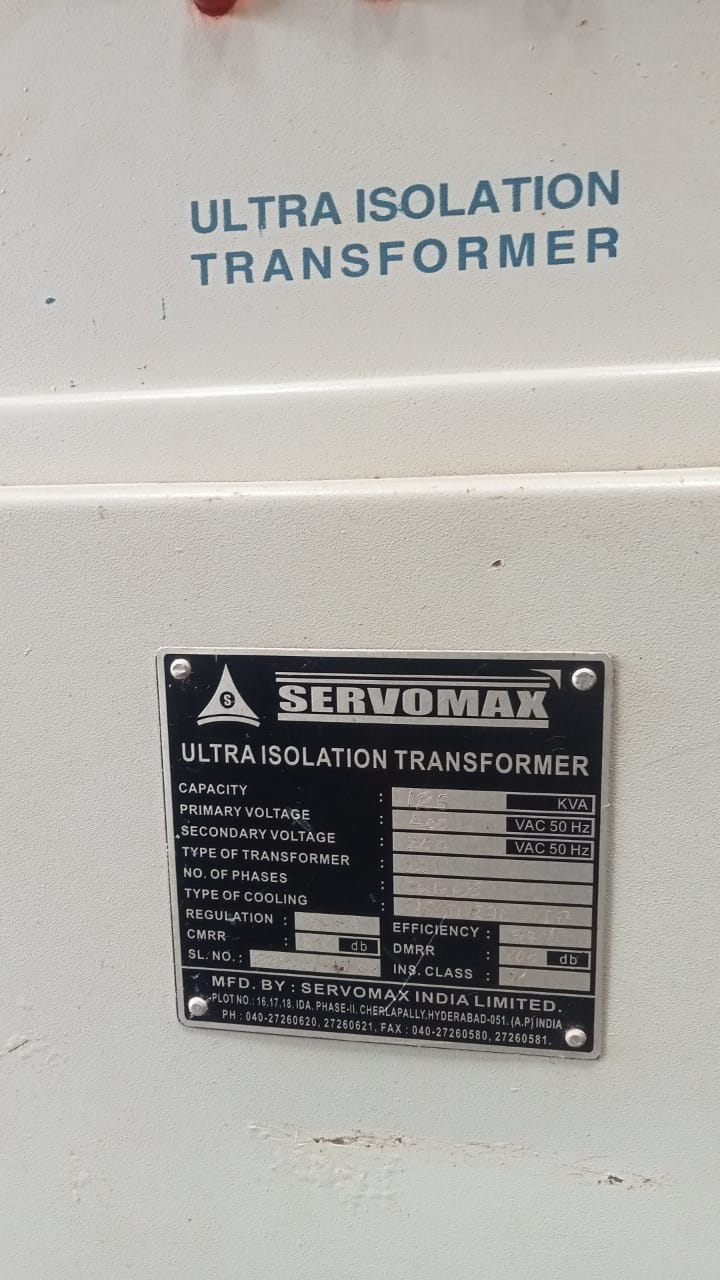 ULTRA ISOLATION
TRANSFORMER
S
SERVOMAX
ULTRA ISOLATION TRANSFORMER
CAPACITY : KVA
PRIMARY VOLTAGE : VAC 50 Hz
SECONDARY VOLTAGE : VAC 50 Hz
TYPE OF TRANSFORMER :
NO. OF PHASES :
TYPE OF COOLING :
REGULATION : EFFICIENCY :
CMRR : db DMRR : db
SL. NO. : INS. CLASS :
MFD. BY : SERVOMAX INDIA LIMITED.
PLOT NO.: 16,17,18, IDA, PHASE-II, CHERLAPALLY, HYDERABAD-051. (A.P) INDIA
PH : 040-27260620, 27260621, FAX : 040-27260580, 27260581.